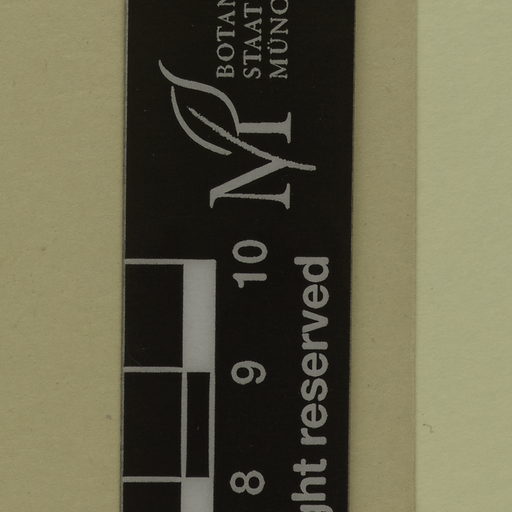 BOTAN
STAAT
MÜNC
M
10
9
8
ght reserved